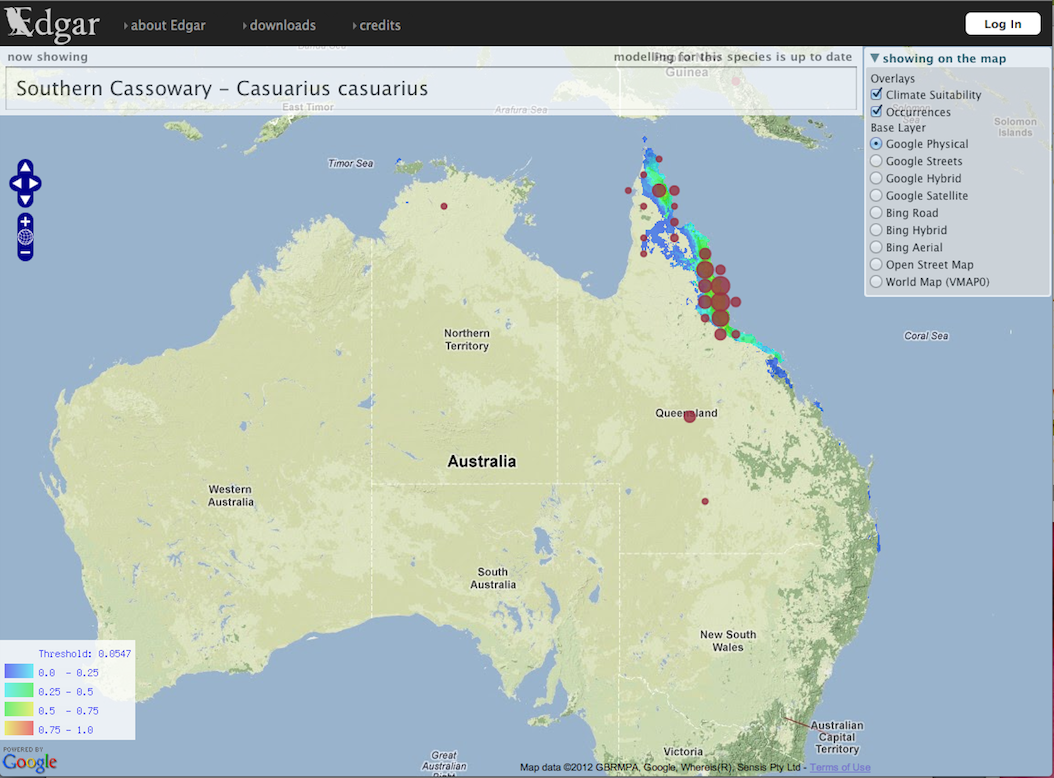 Edgar
about Edgar
downloads
credits
Log In
now showing
modelling for this species is up to date
Southern Cassowary – Casuarius casuarius
showing on the map
Overlays
Climate Suitability
Occurrences
Base Layer
Google Physical
Google Streets
Google Hybrid
Google Satellite
Bing Road
Bing Hybrid
Bing Aerial
Open Street Map
World Map (VMAP0)
Guinea
East Timor
Arafura Sea
Solomon
Sea
Solomon
Islands
Timor Sea
Coral Sea
Northern
Territory
Queensland
Australia
Western
Australia
South
Australia
New South
Wales
Australian
Capital
Territory
Victoria
Great
Australian
Threshold: 0.0547
0.0 - 0.25
0.25 - 0.5
0.5 - 0.75
0.75 - 1.0
POWERED BY
Google
Map data ©2012 GBRMPA, Google, Whereis(R), Sensis Pty Ltd - Terms of Use